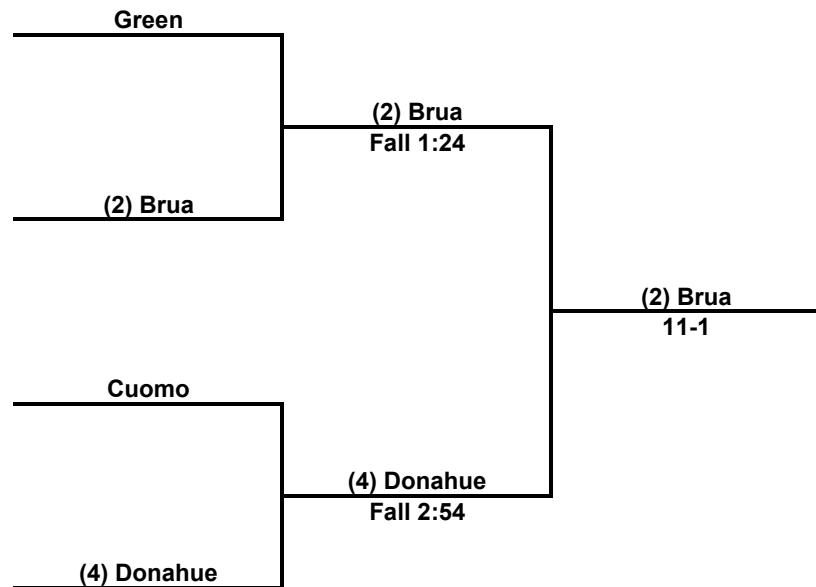 Green
(2) Brua
Fall 1:24
(2) Brua
(2) Brua
11-1
Cuomo
(4) Donahue
Fall 2:54
(4) Donahue